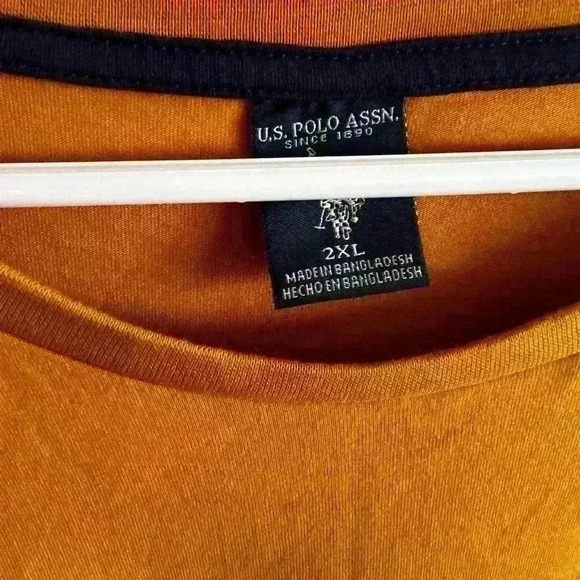 U.S. POLO ASSN.
SINCE 1890
2XL
MADE IN BANGLADESH
HECHO EN BANGLADESH